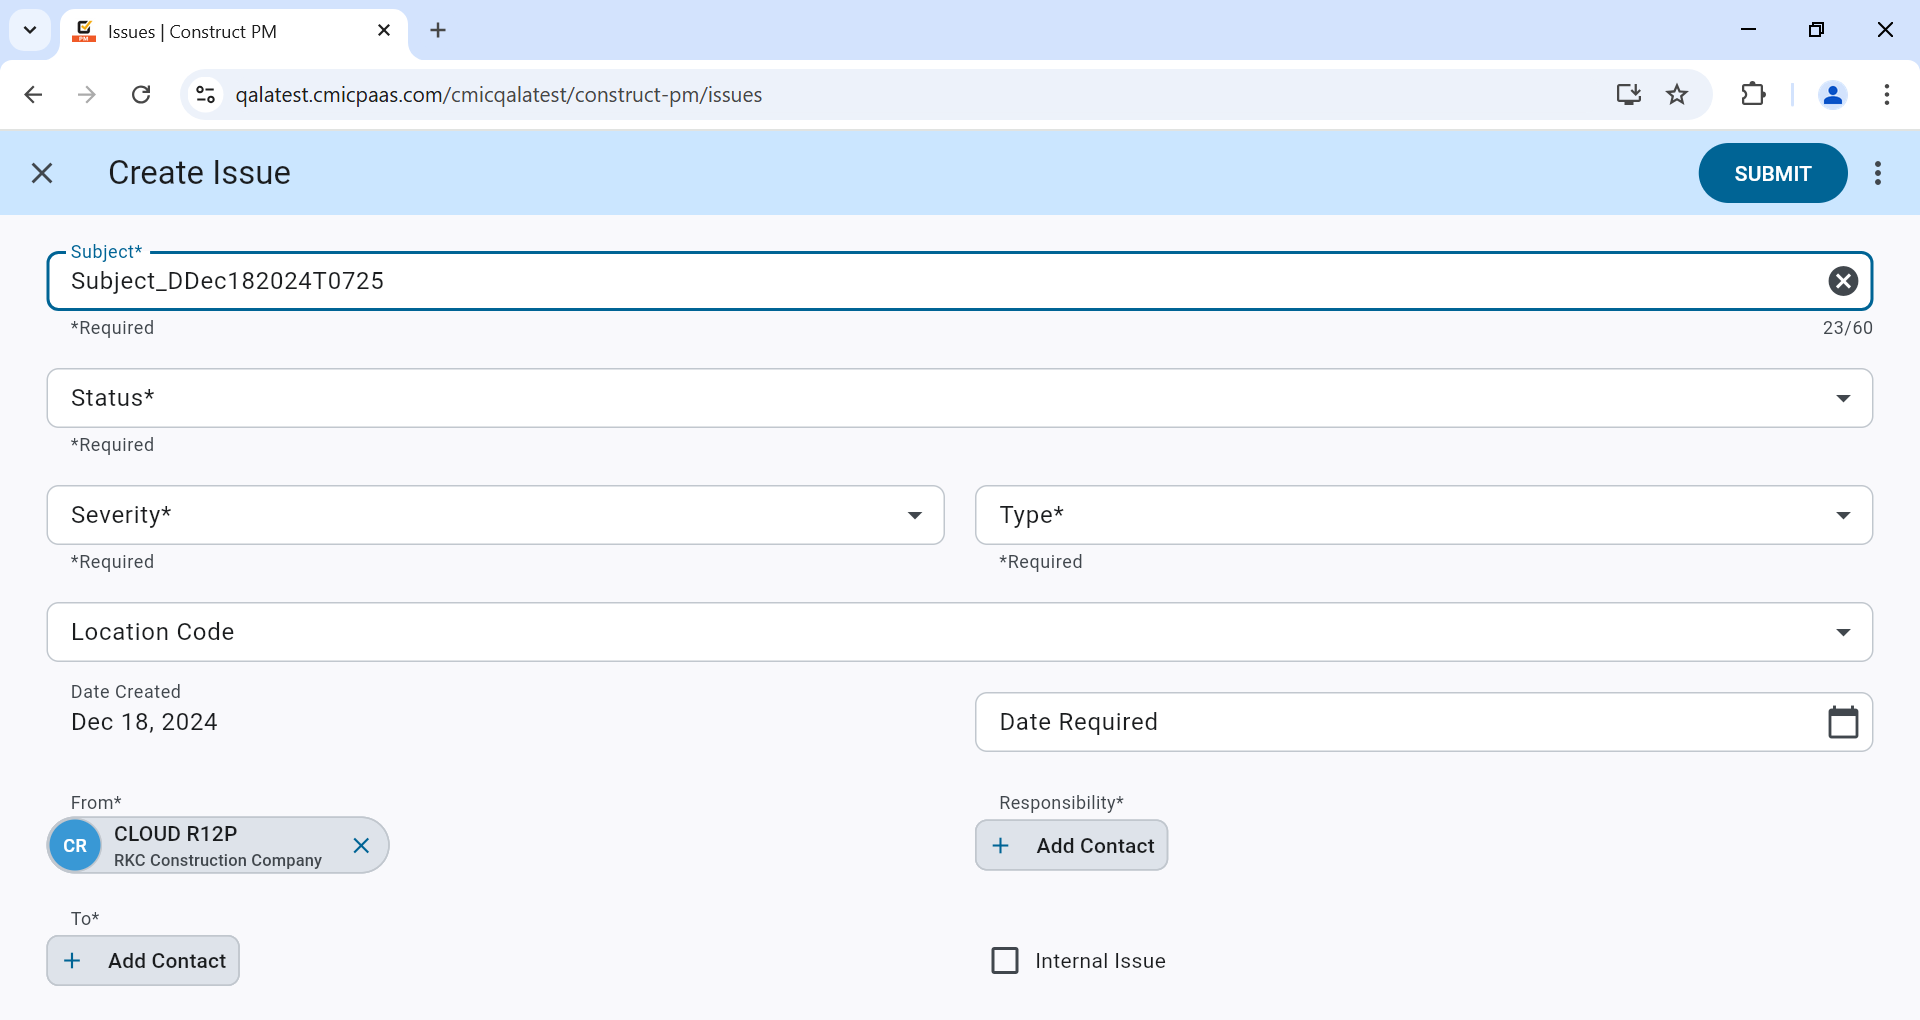 Issues | Construct PM
qalatest.cmicpaas.com/cmicqalatest/construct-pm/issues
Create Issue
SUBMIT
Subject*
Subject_DDec182024T0725
*Required
23/60
Status*
*Required
Severity*
*Required
Type*
*Required
Location Code
Date Created
Dec 18, 2024
Date Required
From*
CR
CLOUD R12P
RKC Construction Company
Responsibility*
Add Contact
To*
Add Contact
Internal Issue